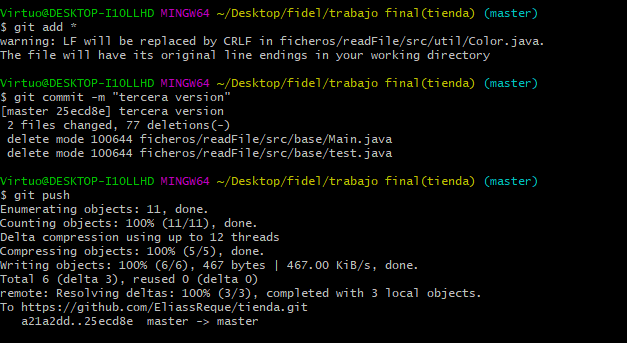 Virtuo@DESKTOP-I1OLLHD MINGW64 ~/Desktop/fidel/trabajo final(tienda) (master)
$ git add *
warning: LF will be replaced by CRLF in ficheros/readFile/src/util/Color.java.
The file will have its original line endings in your working directory
Virtuo@DESKTOP-I1OLLHD MINGW64 ~/Desktop/fidel/trabajo final(tienda) (master)
$ git commit -m "tercera version"
[master 25ecd8e] tercera version
 2 files changed, 77 deletions(-)
 delete mode 100644 ficheros/readFile/src/base/Main.java
 delete mode 100644 ficheros/readFile/src/base/test.java
Virtuo@DESKTOP-I1OLLHD MINGW64 ~/Desktop/fidel/trabajo final(tienda) (master)
$ git push
Enumerating objects: 11, done.
Counting objects: 100% (11/11), done.
Delta compression using up to 12 threads
Compressing objects: 100% (5/5), done.
Writing objects: 100% (6/6), 467 bytes | 467.00 KiB/s, done.
Total 6 (delta 3), reused 0 (delta 0)
remote: Resolving deltas: 100% (3/3), completed with 3 local objects.
To https://github.com/EliassReque/tienda.git
   a21a2dd..25ecd8e  master -> master